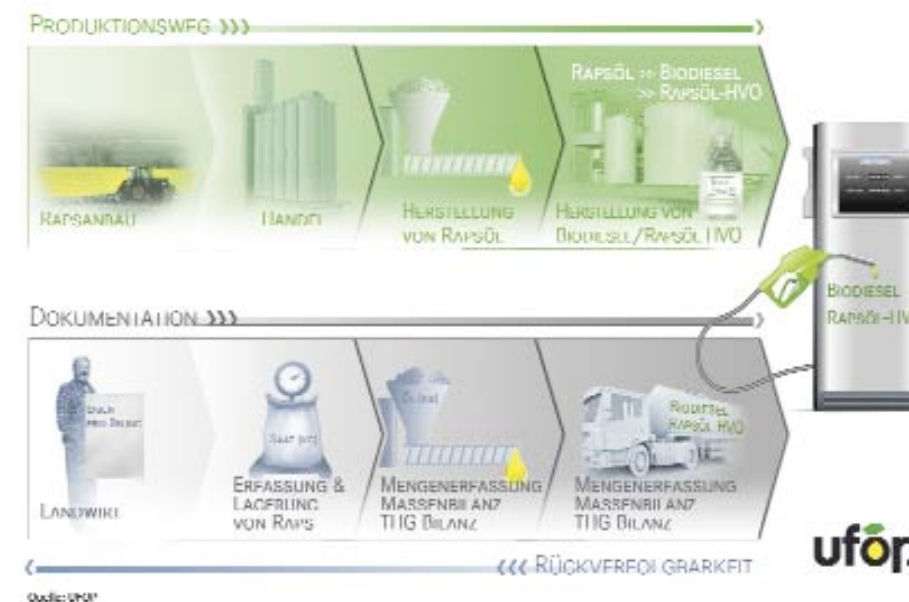 PRODUKTIONSWEG
RAPSÖL >> BIODIESEL
>> RAPSÖL-HVO
RAPSANBAU
HANDEL
HERSTELLUNG
VON RAPSÖL
HERSTELLUNG VON
BIODIESEL/RAPSÖL HVO
BIODIESEL
RAPSÖL-HV
DOKUMENTATION
BIODIESEL
RAPSÖL HVO
LANDWIRT
ERFASSUNG &
LAGERUNG
VON RAPS
MENGENERFASSUNG
MASSENBILANZ
THG BILANZ
MENGENERFASSUNG
MASSENBILANZ
THG BILANZ
RÜCKVERFOLGBARKEIT
ufop
Quelle: UFOP